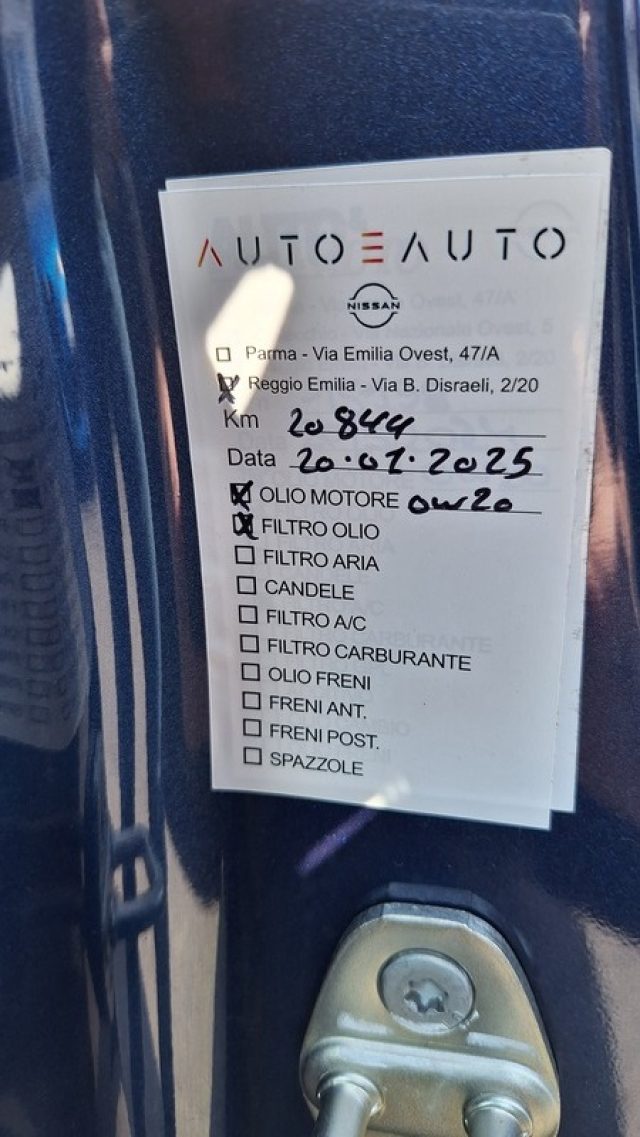 AUTOEAUTO
NISSAN
Parma - Via Emilia Ovest, 47/A
Reggio Emilia - Via B. Disraeli, 2/20
Km 20844
Data 20.01.2025
OLIO MOTORE 0W20
FILTRO OLIO
FILTRO ARIA
CANDELE
FILTRO A/C
FILTRO CARBURANTE
OLIO FRENI
FRENI ANT.
FRENI POST.
SPAZZOLE